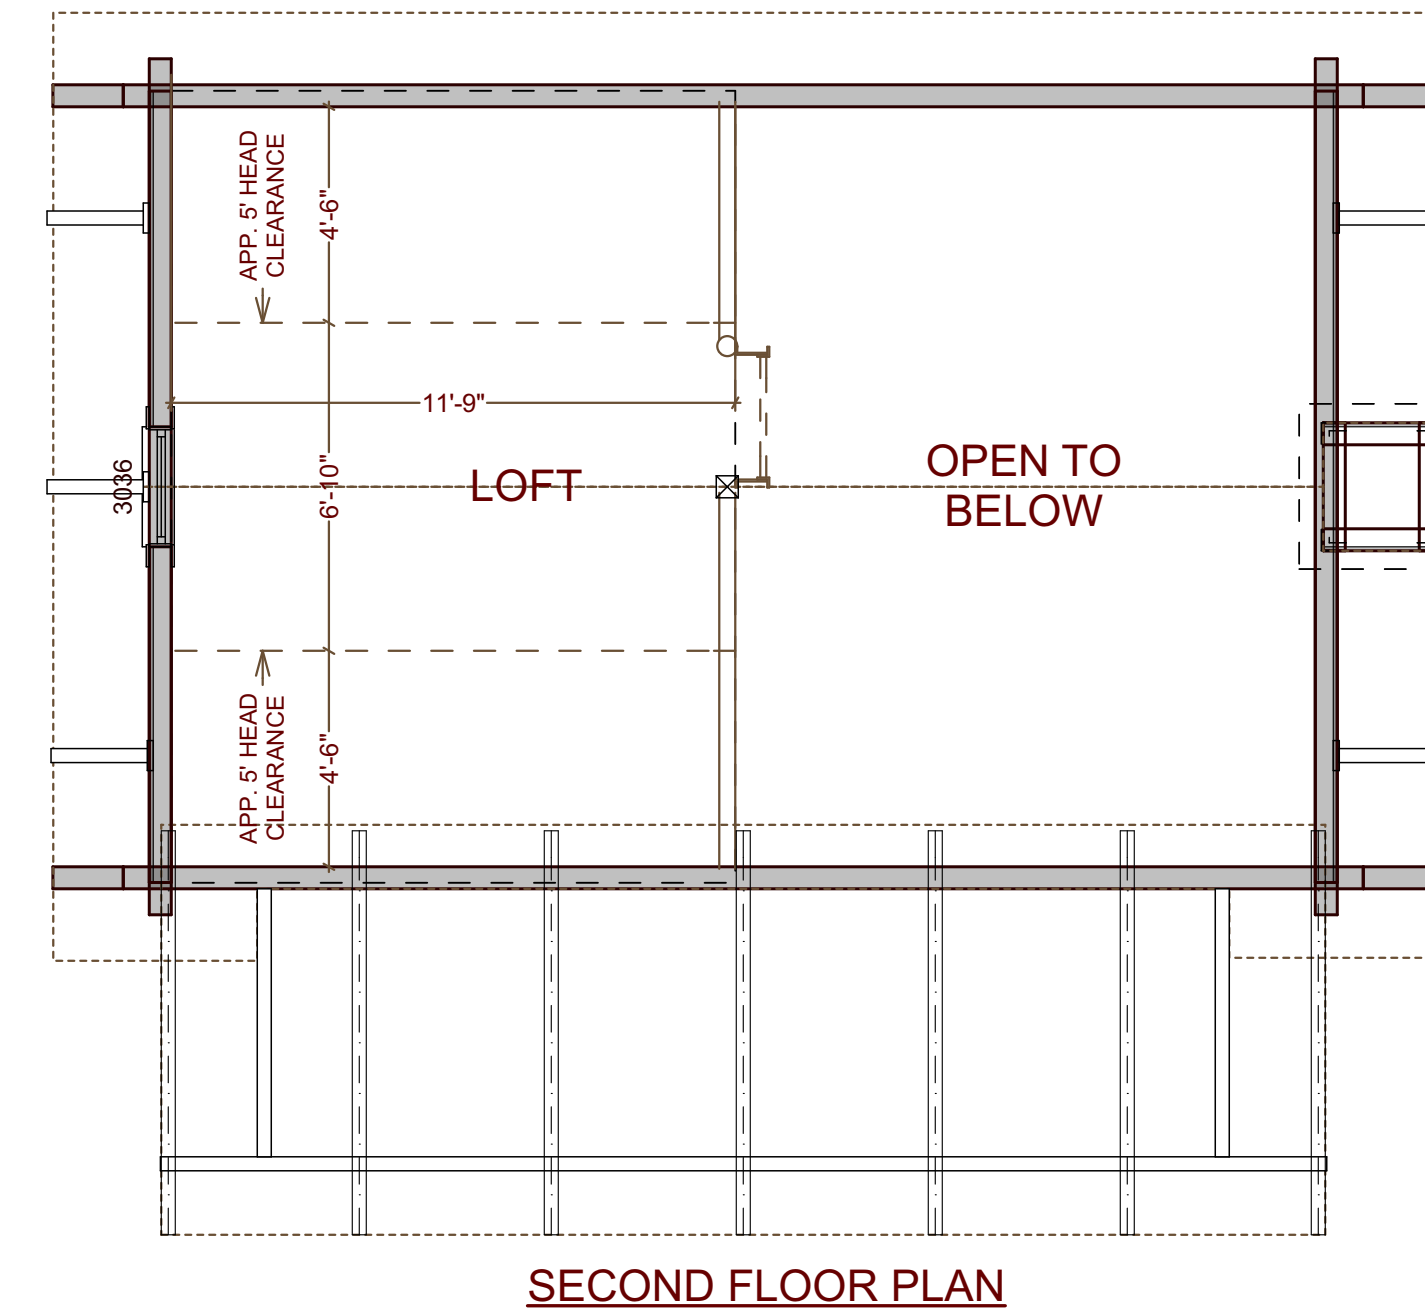 APP. 5' HEAD
CLEARANCE
4'-6"
11'-9"
3036
6'-10"
LOFT
OPEN TO
BELOW
APP. 5' HEAD
CLEARANCE
4'-6"
SECOND FLOOR PLAN